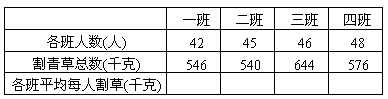 一班 二班 三班 四班
各班人数(人) 42 45 46 48
割青草总数(千克) 546 540 644 576
各班平均每人割草(千克)